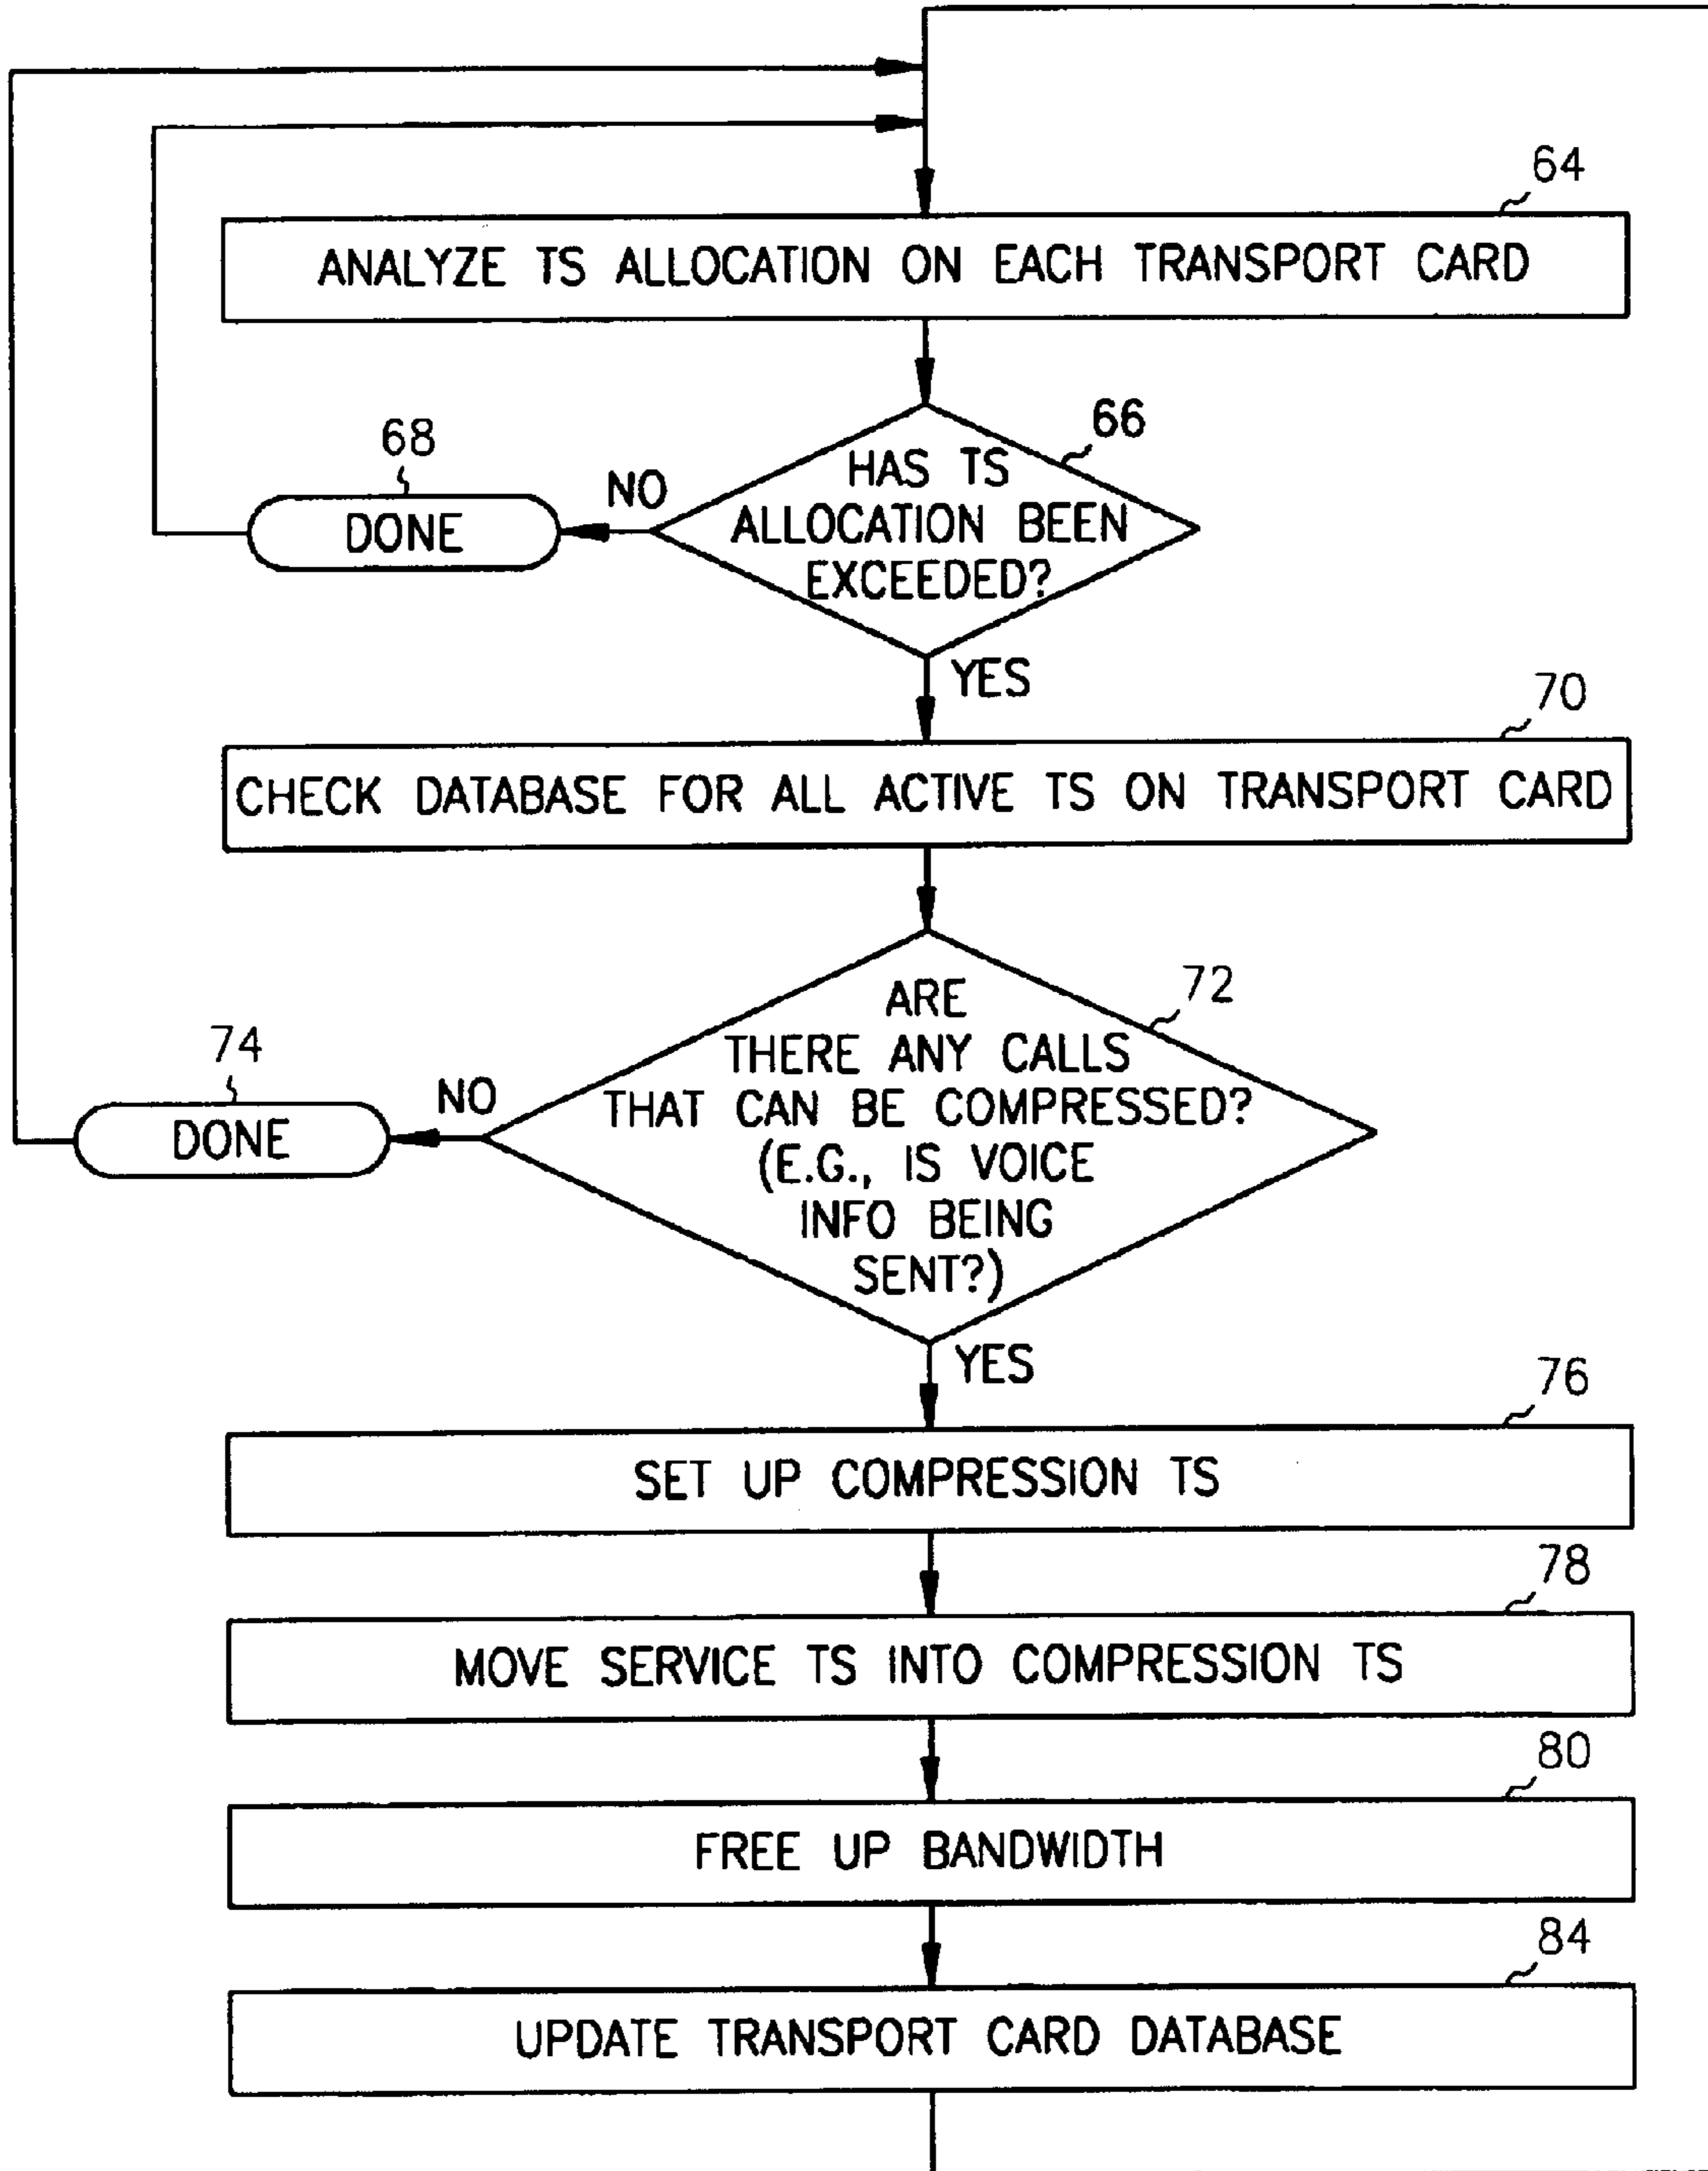 64
ANALYZE TS ALLOCATION ON EACH TRANSPORT CARD
66
68
HAS TS
NO
ALLOCATION BEEN
DONE
EXCEEDED?
YES
70
CHECK DATABASE FOR ALL ACTIVE TS ON TRANSPORT CARD
72
ARE
74
THERE ANY CALLS
NO
THAT CAN BE COMPRESSED?
DONE
(E.G., IS VOICE
INFO BEING
SENT?)
YES
76
SET UP COMPRESSION TS
78
MOVE SERVICE TS INTO COMPRESSION TS
80
FREE UP BANDWIDTH
84
UPDATE TRANSPORT CARD DATABASE